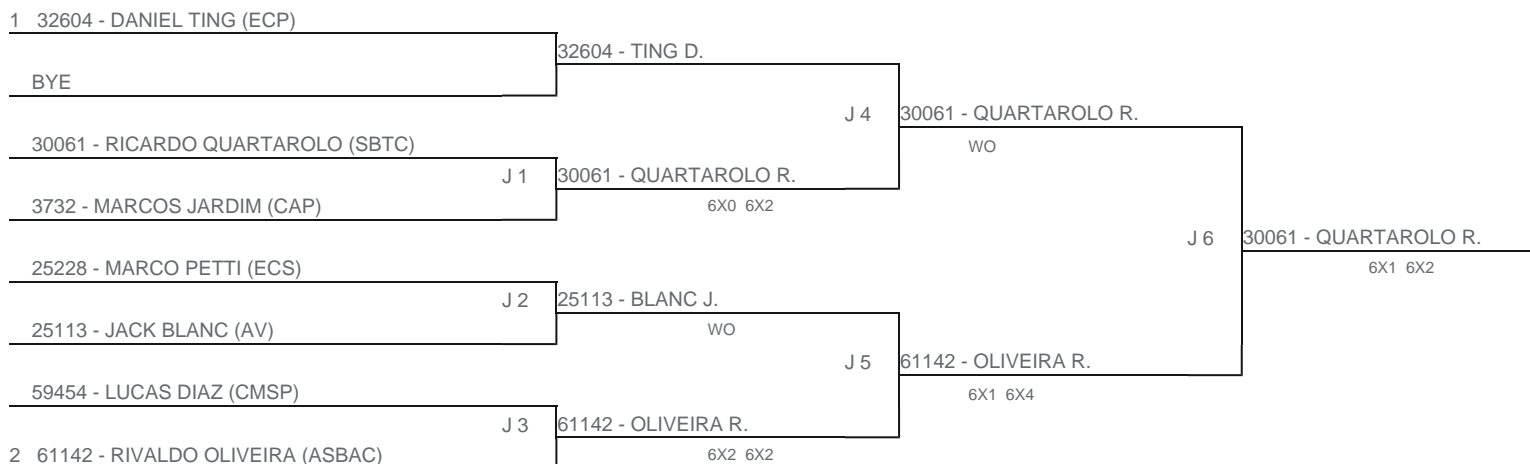 1 32604 - DANIEL TING (ECP)
32604 - TING D.
BYE
J 4
30061 - QUARTAROLO R.
WO
30061 - RICARDO QUARTAROLO (SBTC)
J 1
30061 - QUARTAROLO R.
6X0 6X2
3732 - MARCOS JARDIM (CAP)
J 6
30061 - QUARTAROLO R.
6X1 6X2
25228 - MARCO PETTI (ECS)
J 2
25113 - BLANC J.
WO
25113 - JACK BLANC (AV)
J 5
61142 - OLIVEIRA R.
6X1 6X4
59454 - LUCAS DIAZ (CMSP)
J 3
61142 - OLIVEIRA R.
6X2 6X2
2 61142 - RIVALDO OLIVEIRA (ASBAC)